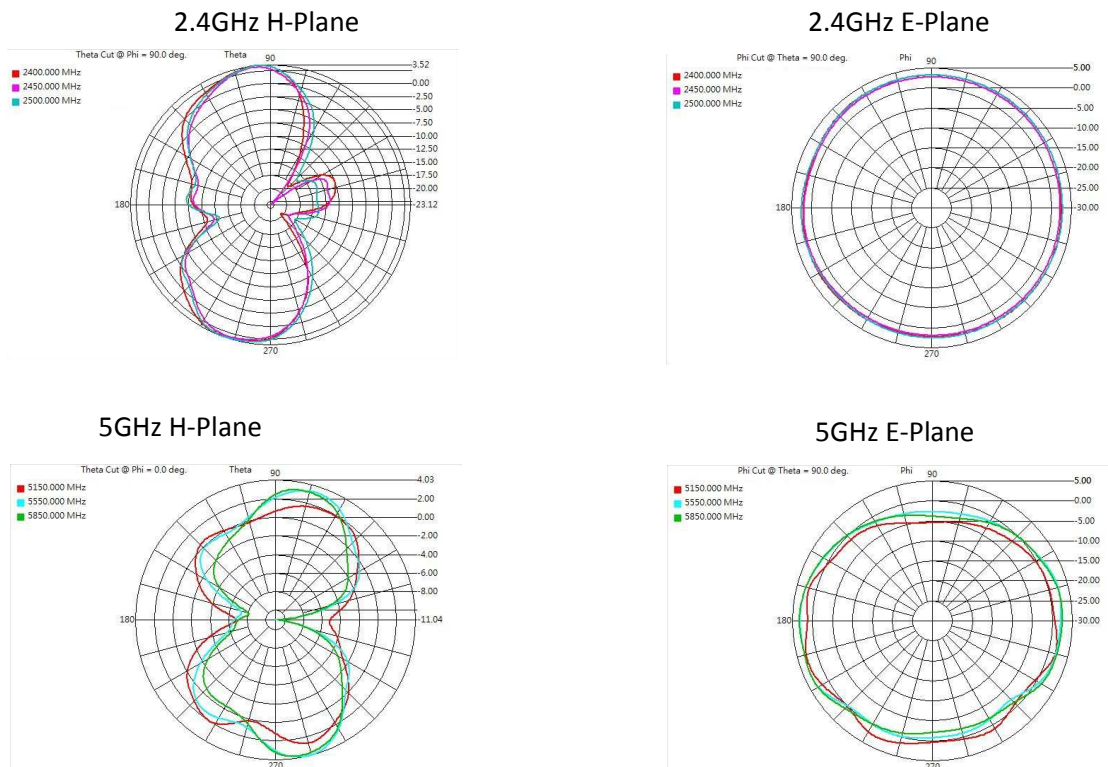 2.4GHz H-Plane
Theta Cut @ Phi = 90.0 deg. Theta
2400.000 MHz
2450.000 MHz
2500.000 MHz
90
180
270
3.52
0.00
-2.50
-5.00
-7.50
10.00
12.50
15.00
17.50
20.00
-23.12
2.4GHz E-Plane
Phi Cut @ Theta = 90.0 deg. Phi
2400.000 MHz
2450.000 MHz
2500.000 MHz
90
180
270
5.00
0.00
-5.00
-10.00
-15.00
20.00
-25.00
-30.00
5GHz H-Plane
Theta Cut @ Phi = 0.0 deg. Theta
5150.000 MHz
5550.000 MHz
5850.000 MHz
90
180
270
4.03
2.00
0.00
-2.00
-4.00
-6.00
-8.00
-11.04
5GHz E-Plane
Phi Cut @ Theta = 90.0 deg. Phi
5150.000 MHz
5550.000 MHz
5850.000 MHz
90
180
270
5.00
0.00
-5.00
-10.00
-15.00
20.00
-25.00
-30.00